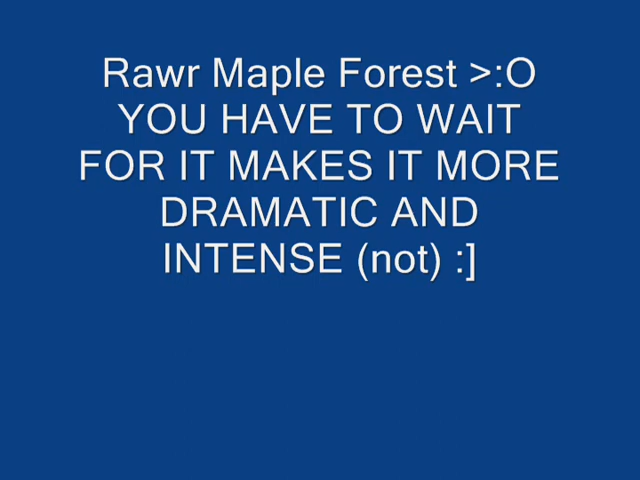 Rawr Maple Forest >:O
YOU HAVE TO WAIT
FOR IT MAKES IT MORE
DRAMATIC AND
INTENSE (not) :]